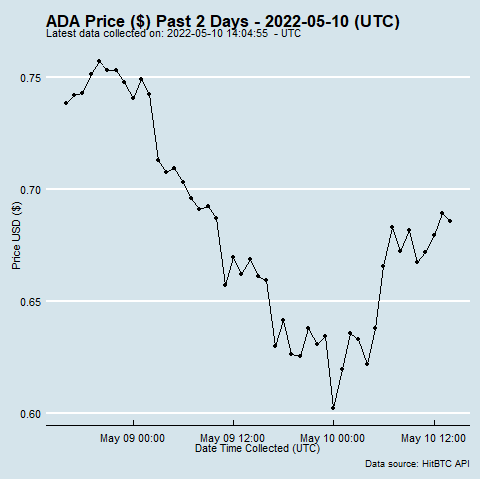 ADA Price ($) Past 2 Days - 2022-05-10 (UTC)
Latest data collected on: 2022-05-10 14:04:55 - UTC
0.75
0.70
0.65
0.60
Price USD ($)
May 09 00:00 May 09 12:00 May 10 00:00 May 10 12:00
Date Time Collected (UTC)
Data source: HitBTC API